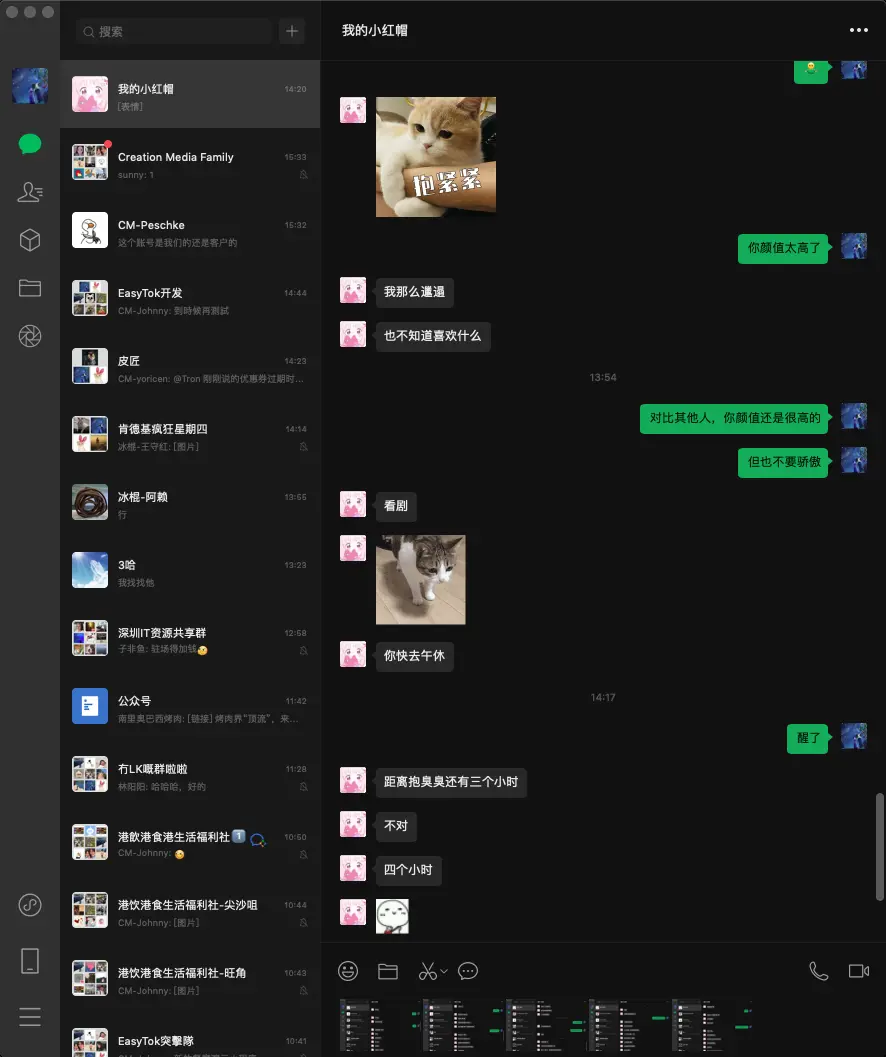 搜索
我的小红帽
14:20
[表情]
Creation Media Family
15:33
sunny: 1
CM-Peschke
15:32
这个账号是我们的还是客户的
EasyTok开发
14:44
CM-Johnny: 到時候再測試
皮匠
14:23
CM-yoricen: @Tron 刚刚说的优惠券过期时...
肯德基疯狂星期四
14:14
冰棍-王守红: [图片]
冰棍-阿赖
13:55
行
3哈
13:23
我找找他
深圳IT资源共享群
12:58
子非鱼: 驻场得加钱
公众号
11:42
南里奥巴西烤肉: [链接] 烤肉界“顶流”，来...
冇LK嘅群啦啦
11:28
林阳阳: 哈哈哈，好的
港飲港食港生活福利社1
10:50
CM-Johnny:
港饮港食生活福利社-尖沙咀
10:44
CM-Johnny: [图片]
港饮港食生活福利社-旺角
10:43
CM-Johnny: [图片]
EasyTok突擊隊
10:41
我的小红帽
抱紧紧
你颜值太高了
我那么邋遢
也不知道喜欢什么
13:54
对比其他人，你颜值还是很高的
但也不要骄傲
看剧
你快去午休
14:17
醒了
距离抱臭臭还有三个小时
不对
四个小时